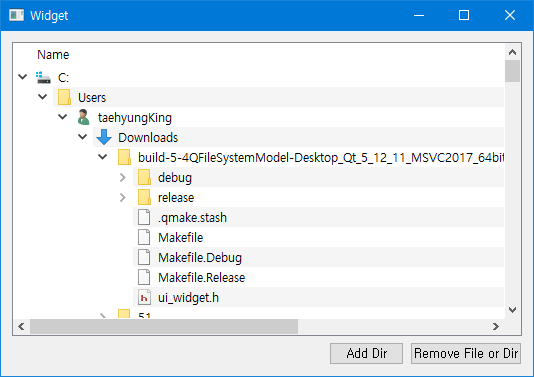 Widget
Name
C:
Users
taehyungKing
Downloads
build-5-4QFileSystemModel-Desktop_Qt_5_12_11_MSVC2017_64bit
debug
release
.qmake.stash
Makefile
Makefile.Debug
Makefile.Release
ui_widget.h
Add Dir
Remove File or Dir